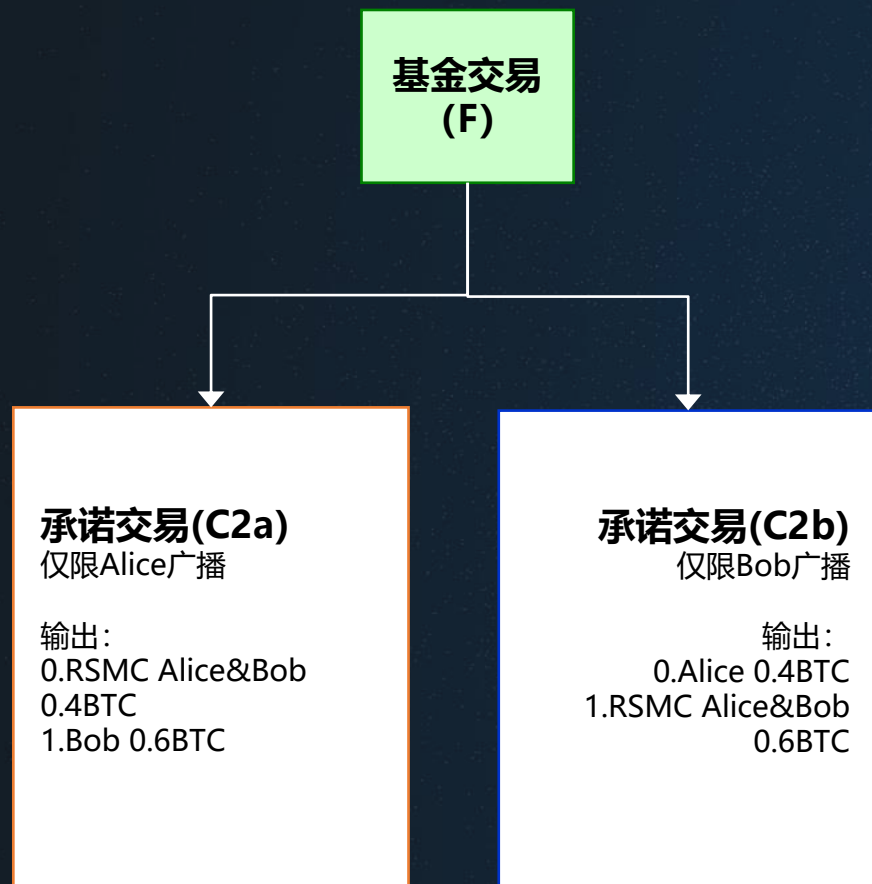 基金交易
(F)
承诺交易(C2a)
仅限Alice广播
输出：
0.RSMC Alice&Bob
0.4BTC
1.Bob 0.6BTC
承诺交易(C2b)
仅限Bob广播
输出：
0.Alice 0.4BTC
1.RSMC Alice&Bob
0.6BTC